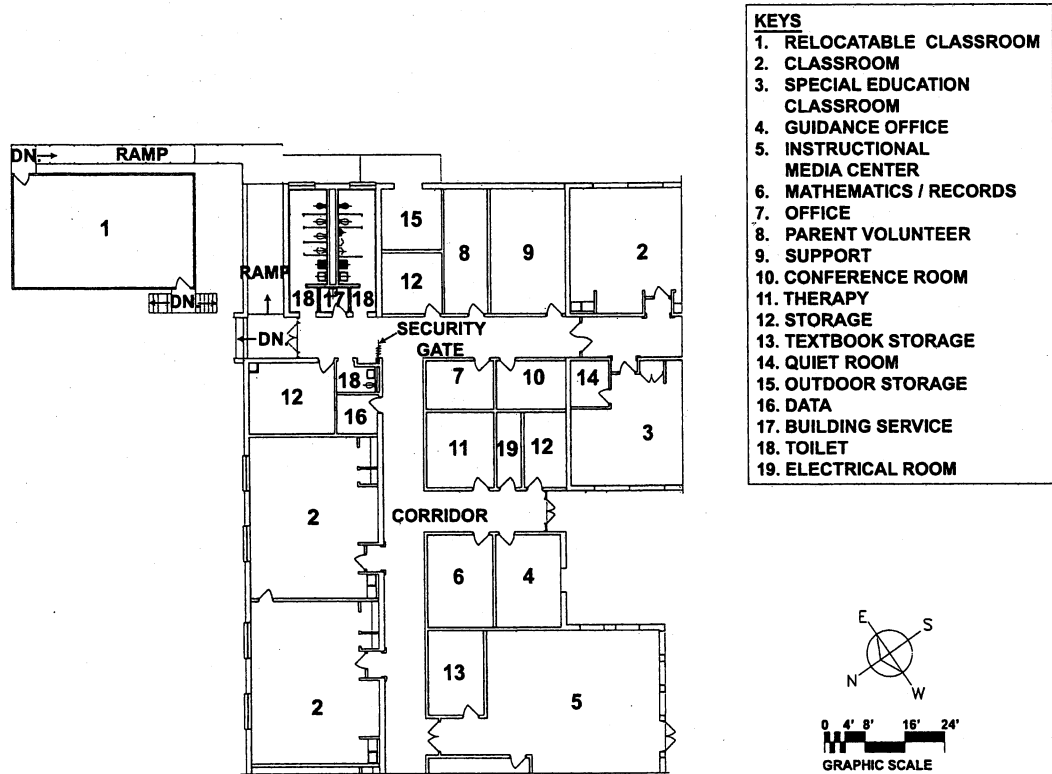 KEYS
1. RELOCATABLE CLASSROOM
2. CLASSROOM
3. SPECIAL EDUCATION
CLASSROOM
4. GUIDANCE OFFICE
5. INSTRUCTIONAL
MEDIA CENTER
6. MATHEMATICS / RECORDS
7. OFFICE
8. PARENT VOLUNTEER
9. SUPPORT
10. CONFERENCE ROOM
11. THERAPY
12. STORAGE
13. TEXTBOOK STORAGE
14. QUIET ROOM
15. OUTDOOR STORAGE
16. DATA
17. BUILDING SERVICE
18. TOILET
19. ELECTRICAL ROOM
DN. RAMP
1
15
8
9
2
12
RAMP
DN.
18 17 18
DN.
SECURITY
GATE
18
7
10
14
12
16
11
19
12
3
2
CORRIDOR
6
4
13
5
2
E
S
N
W
0 4' 8' 16' 24'
GRAPHIC SCALE